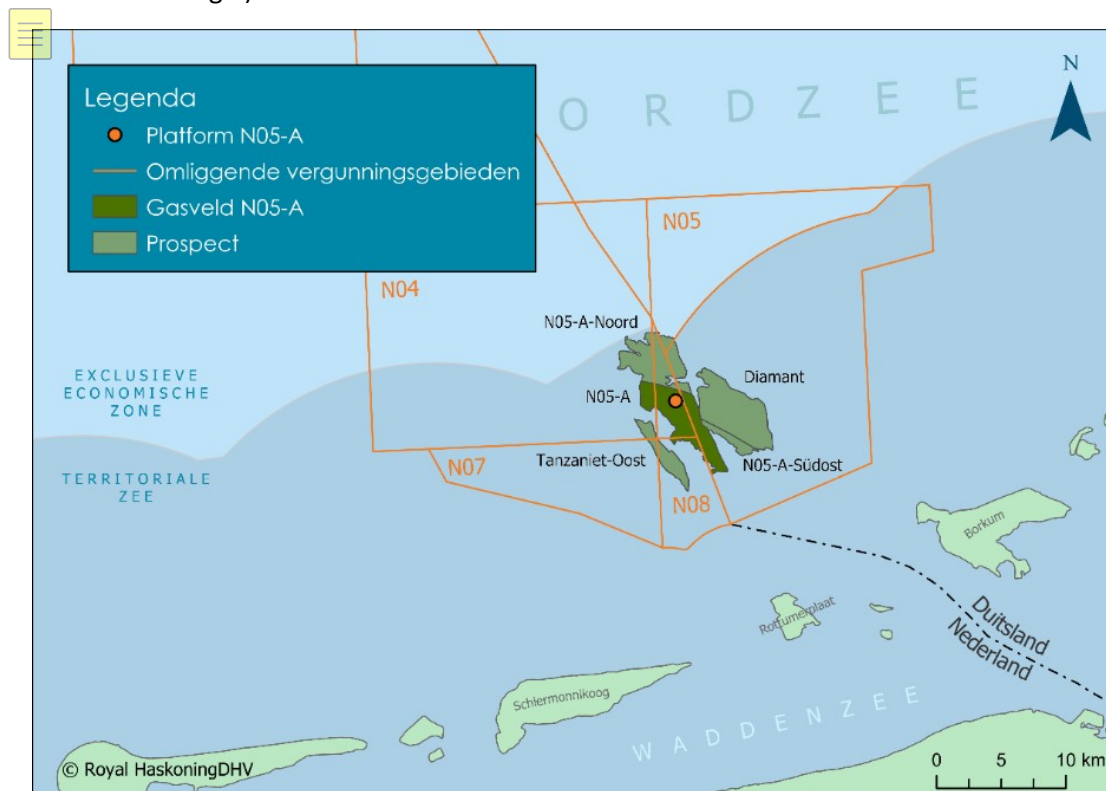 Legenda
Platform N05-A
Omliggende vergunningsgebieden
Gasveld N05-A
Prospect
ORDZEE
N
N05
N04
N05-A-Noord
Diamant
N05-A
EXCLUSIEVE
ECONOMISCHE
ZONE
Tanzaniet-Oost
N05-A-Südost
N07
TERRITORIALE
ZEE
N08
Borkum
Rottumerplaat
Duitsland
Nederland
Schiermonnikoog
WADDENZEE
© Royal HaskoningDHV
0 5 10 km